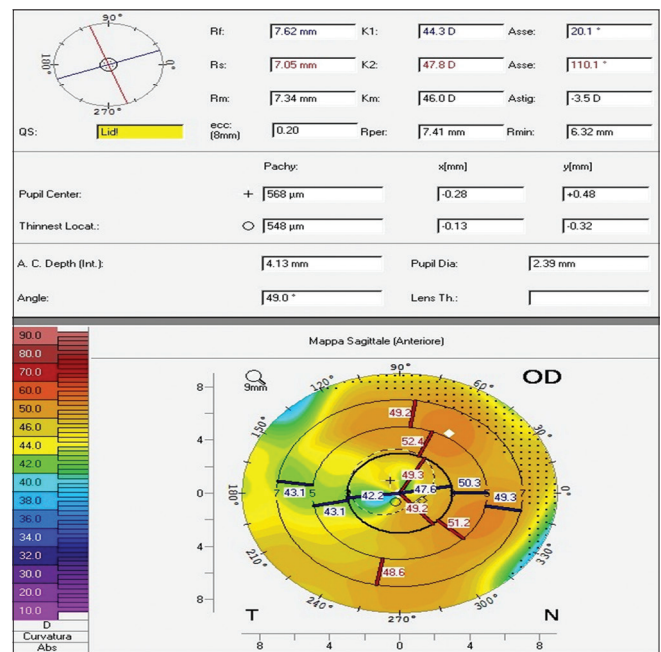 90°
180°
0°
270°
Rf: 7.62 mm K1: 44.3 D Asse: 20.1 °
Rs: 7.05 mm K2: 47.8 D Asse: 110.1 °
Rm: 7.34 mm Km: 46.0 D Astig: -3.5 D
QS: Lid! ecc: (8mm) 0.20 Rper: 7.41 mm Rmin: 6.32 mm
Pachy: x[mm] y[mm]
Pupil Center: + 568 µm -0.28 +0.48
Thinnest Locat.: 548 µm -0.13 -0.32
A. C. Depth (Int.): 4.13 mm Pupil Dia: 2.39 mm
Angle: 49.0 ° Lens Th.:
Mappa Sagittale (Anteriore)
90.0
80.0
70.0
60.0
50.0
46.0
44.0
42.0
40.0
38.0
36.0
34.0
32.0
30.0
20.0
10.0
D
Curvatura
Abs
9mm
OD
90°
120° 60°
150° 30°
180° 0°
210° 330°
240° 300°
270°
8
4
0
4
8
49.2
52.4
49.3
7 43.1 5 42.2 47.6 50.3 5 49.3 7
43.1 49.2 51.2
48.6
T N
8 4 0 4 8